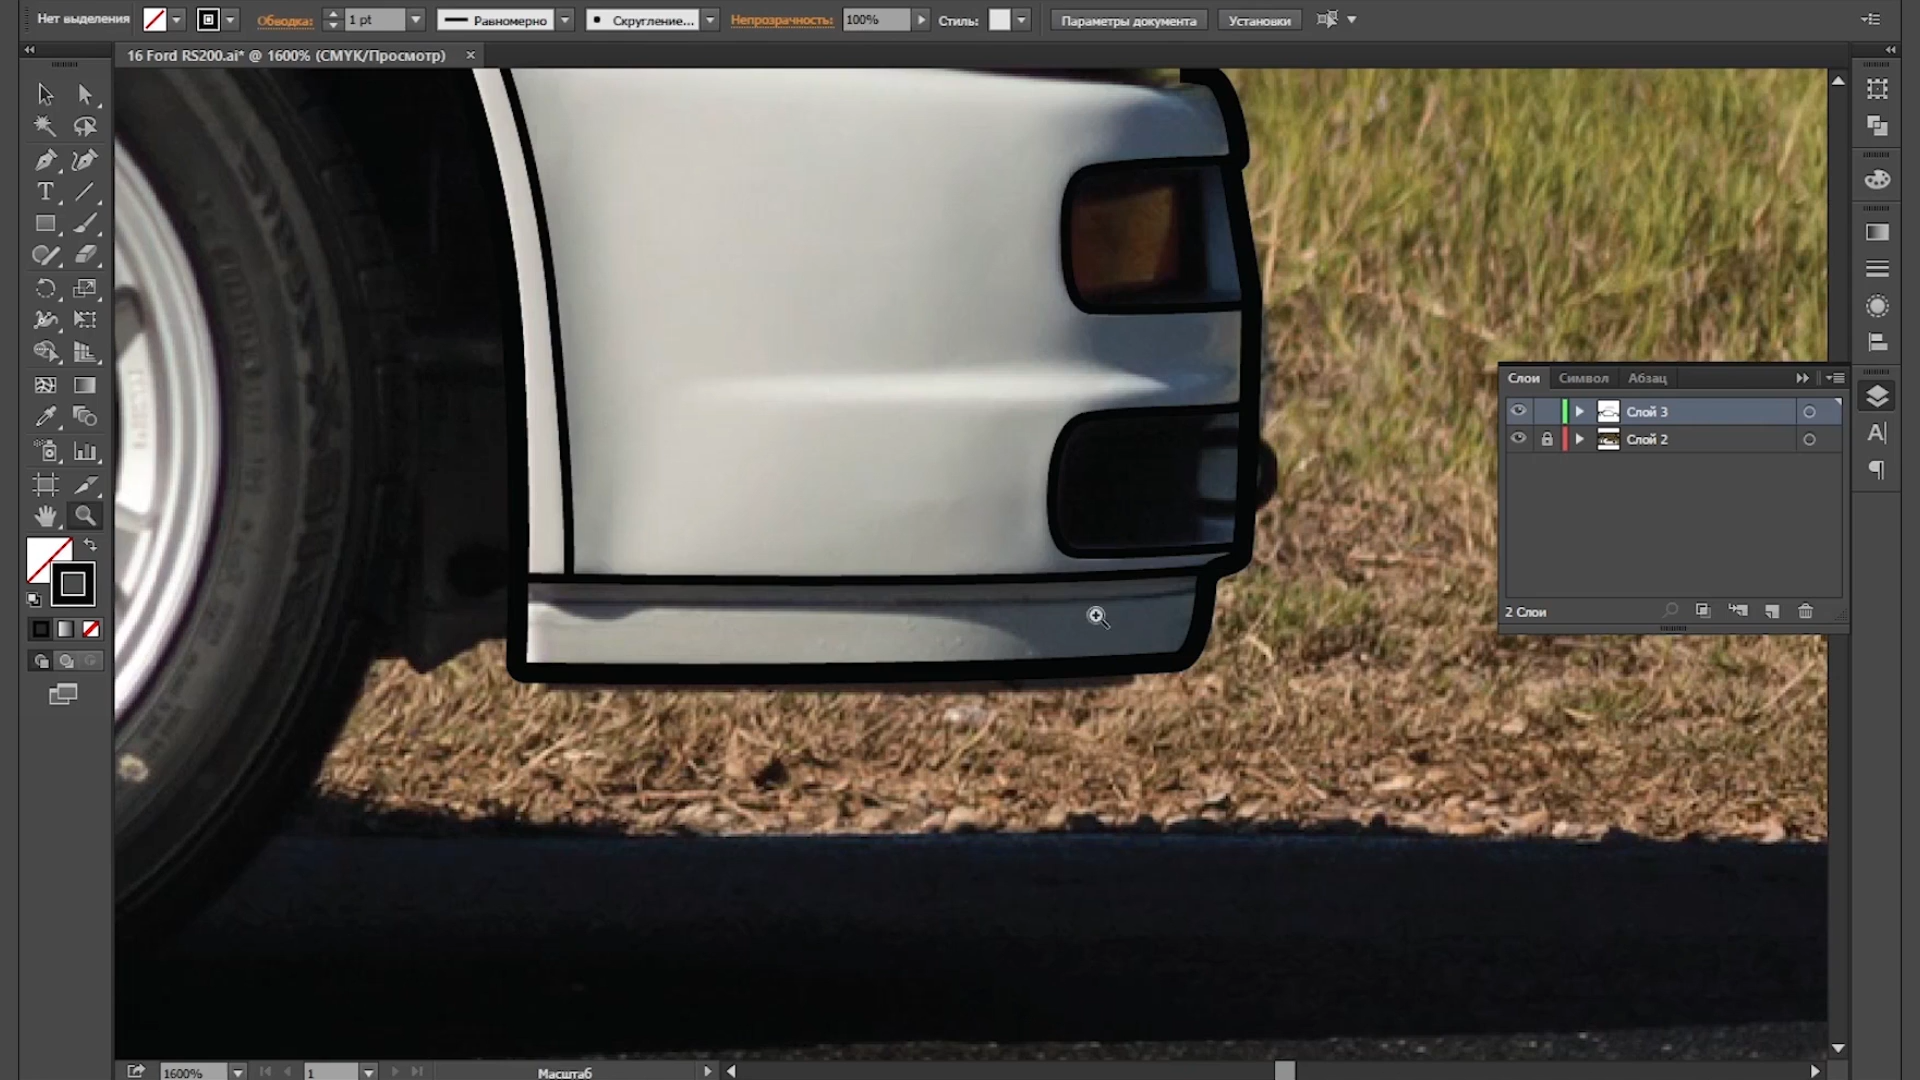 Нет выделения
Обводка:
1 pt
Равномерно
Скругление...
Непрозрачность:
100%
Стиль:
Параметры документа
Установки
16 Ford RS200.ai* @ 1600% (CMYK/Просмотр)
Слои
Символ
Абзац
Слой 3
Слой 2
2 Слои
1600%
1
Масштаб